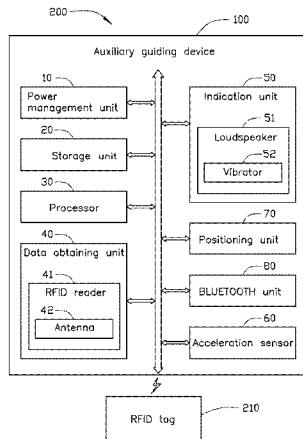 200
100
Auxiliary guiding device
10
Power
management unit
20
Storage unit
30
Processor
40
Data obtaining unit
41
RFID reader
42
Antenna
50
Indication unit
51
Loudspeaker
52
Vibrator
70
Positioning unit
80
BLUETOOTH unit
60
Acceleration sensor
RFID tag
210